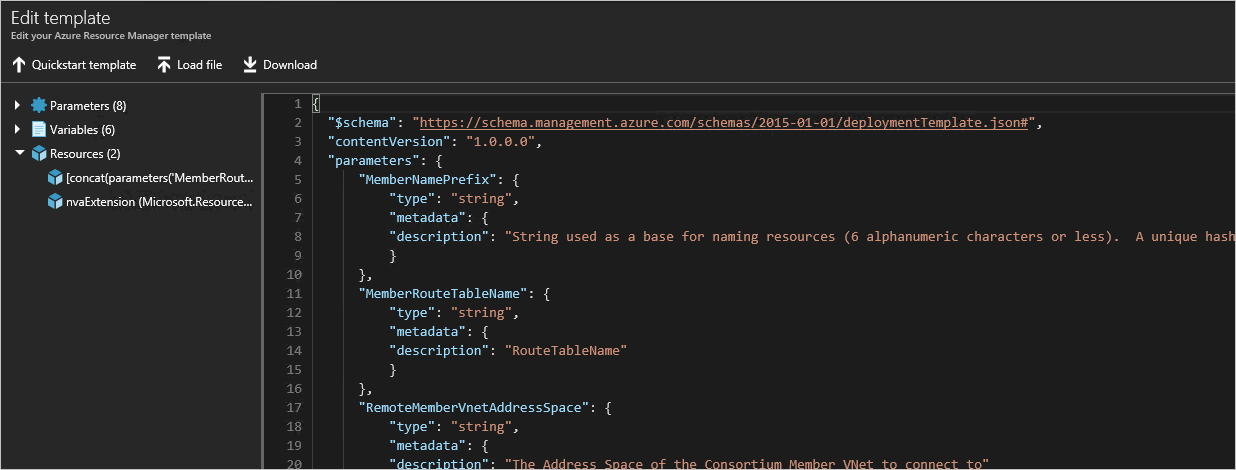 Edit template
Edit your Azure Resource Manager template
Quickstart template Load file Download
Parameters (8)
Variables (6)
Resources (2)
[concat(parameters('MemberRout...
nvaExtension (Microsoft.Resource...
1 {
2 "$schema": "https://schema.management.azure.com/schemas/2015-01-01/deploymentTemplate.json#",
3 "contentVersion": "1.0.0.0",
4 "parameters": {
5 "MemberNamePrefix": {
6 "type": "string",
7 "metadata": {
8 "description": "String used as a base for naming resources (6 alphanumeric characters or less).  A unique hash
9 }
10 },
11 "MemberRouteTableName": {
12 "type": "string",
13 "metadata": {
14 "description": "RouteTableName"
15 }
16 },
17 "RemoteMemberVnetAddressSpace": {
18 "type": "string",
19 "metadata": {
20 "description": "The Address Space of the Consortium Member VNet to connect to"